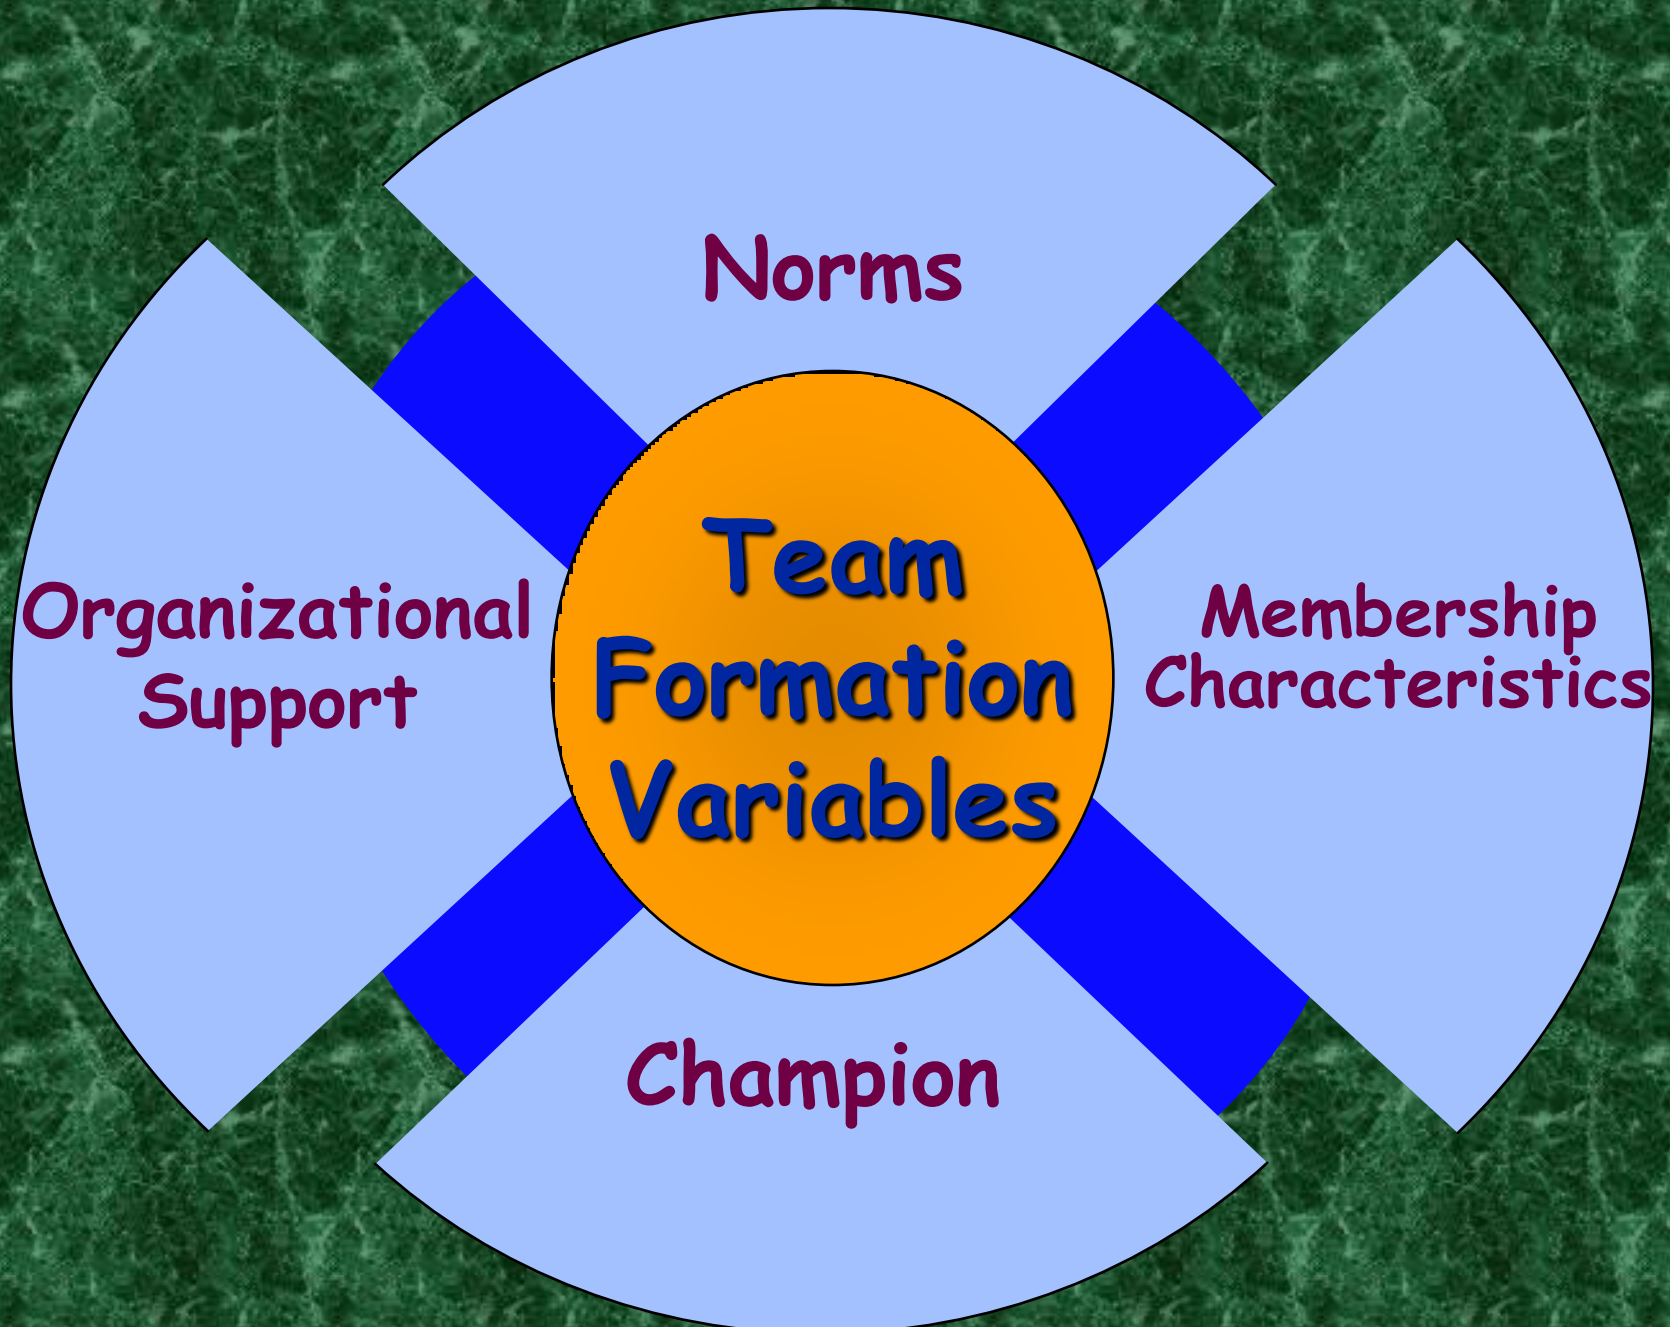 Norms
Organizational
Support
Team
Formation
Variables
Membership
Characteristics
Champion